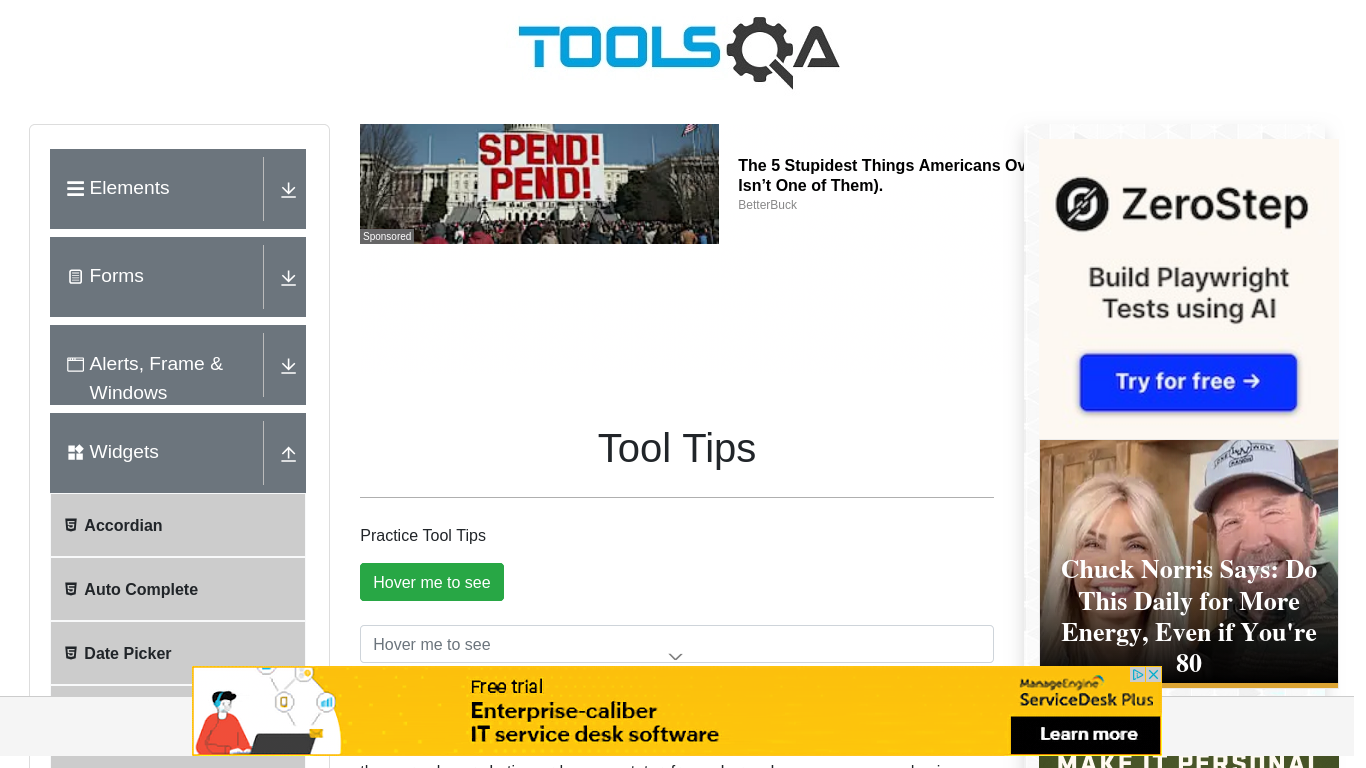 TOOLSQA
Elements
Forms
Alerts, Frame &
Windows
Widgets
Accordian
Auto Complete
Date Picker
SPEND!
PEND!
Sponsored
The 5 Stupidest Things Americans Ov
Isn't One of Them).
BetterBuck
Tool Tips
Practice Tool Tips
Hover me to see
Hover me to see
ZeroStep
Build Playwright
Tests using AI
Try for free →
Chuck Norris Says: Do
This Daily for More
Energy, Even if You're
80
Free trial
Enterprise-caliber
IT service desk software
ManageEngine
ServiceDesk Plus
Learn more
MAKE IT PERSONAL